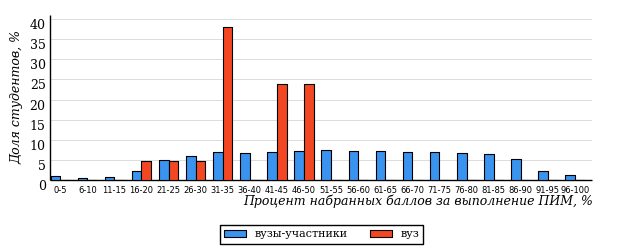 40
35
30
25
20
15
10
5
0
Доля студентов, %
0-5 6-10 11-15 16-20 21-25 26-30 31-35 36-40 41-45 46-50 51-55 56-60 61-65 66-70 71-75 76-80 81-85 86-90 91-95 96-100
Процент набранных баллов за выполнение ПИМ, %
вузы-участники вуз